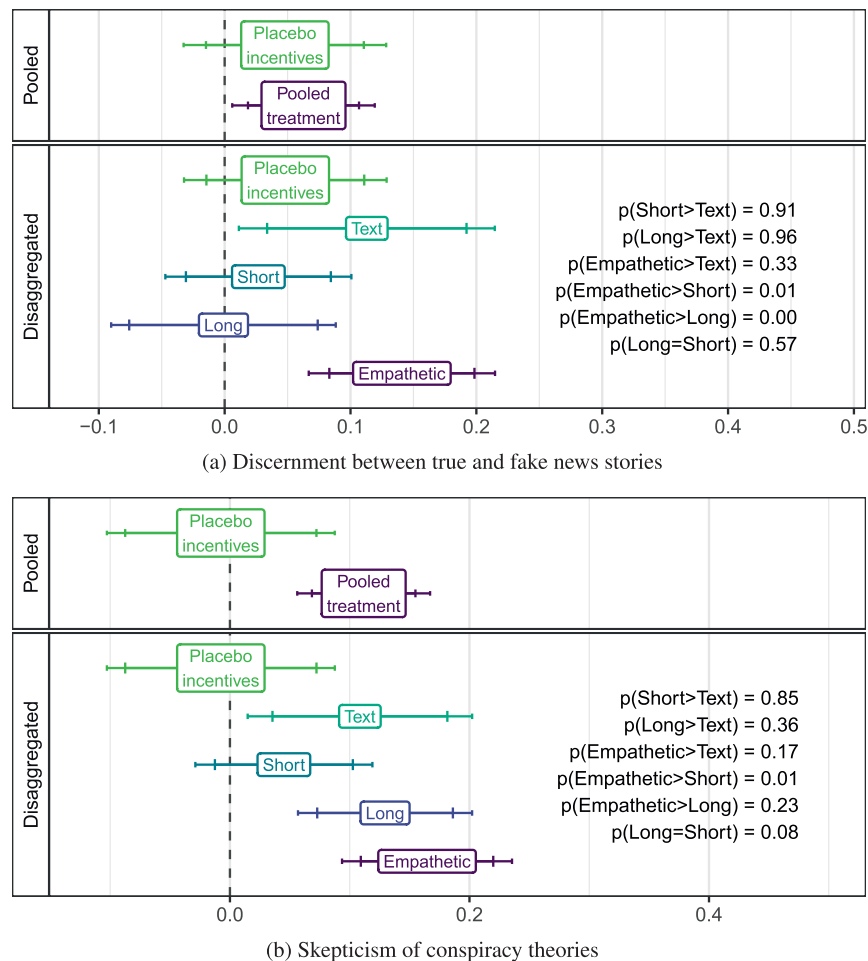 Pooled
Placebo
incentives
Pooled
treatment
Disaggregated
Placebo
incentives
Text
Short
Long
Empathetic
p(Short>Text) = 0.91
p(Long>Text) = 0.96
p(Empathetic>Text) = 0.33
p(Empathetic>Short) = 0.01
p(Empathetic>Long) = 0.00
p(Long=Short) = 0.57
−0.1 0.0 0.1 0.2 0.3 0.4 0.5
(a) Discernment between true and fake news stories
Pooled
Placebo
incentives
Pooled
treatment
Disaggregated
Placebo
incentives
Text
Short
Long
Empathetic
p(Short>Text) = 0.85
p(Long>Text) = 0.36
p(Empathetic>Text) = 0.17
p(Empathetic>Short) = 0.01
p(Empathetic>Long) = 0.23
p(Long=Short) = 0.08
0.0 0.2 0.4
(b) Skepticism of conspiracy theories